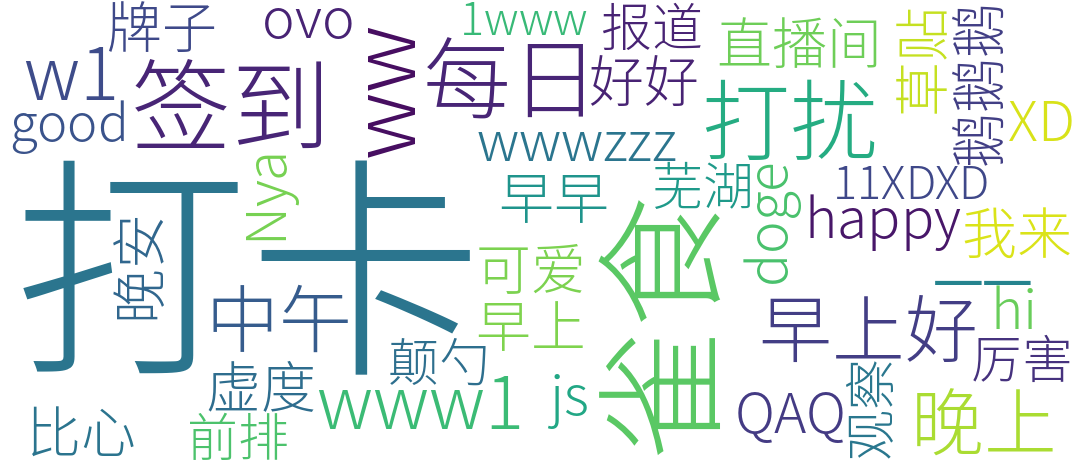 牌子
ovo
1www
报道
直播间
草贴
鹅鹅鹅
w1
签到
ww
每日
好好
打扰
XD
good
wwwzzz
Nya
早早
芜湖
doge
11XDXD
happy
我来
打卡
晚安
中午
可爱
雀食
早上
早上好
一一
hi
颠勺
厉害
虚度
www1
js
QAQ
观察
晚上
比心
前排